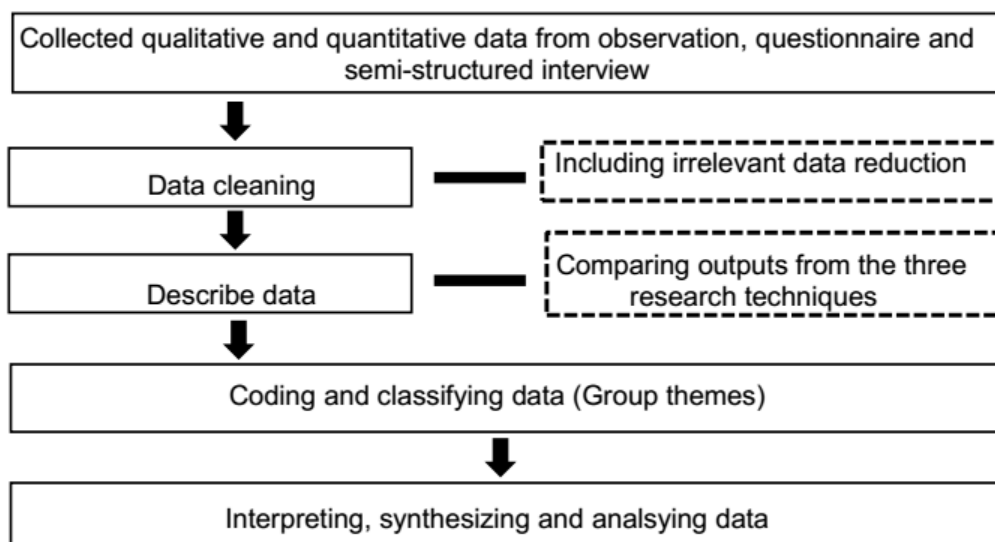 Collected qualitative and quantitative data from observation, questionnaire and
semi-structured interview
Data cleaning
Including irrelevant data reduction
Describe data
Comparing outputs from the three
research techniques
Coding and classifying data (Group themes)
Interpreting, synthesizing and analsying data